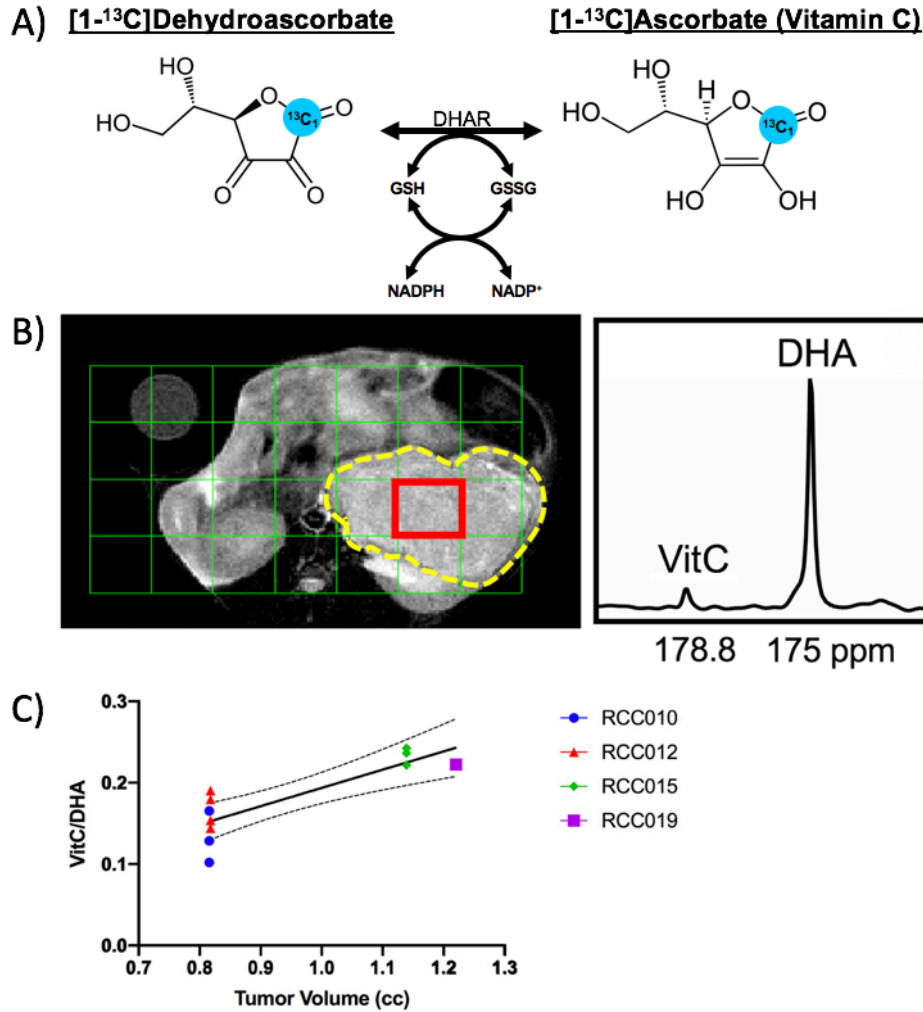 A) [1-¹³C]Dehydroascorbate [1-¹³C]Ascorbate (Vitamin C)
HO O ¹³C₁ O HO O O
DHAR
GSH GSSG
NADPH NADP⁺
HO H O ¹³C₁ O HO HO OH
B)
DHA
VitC
178.8 175 ppm
C)
VitC/DHA
0.3
0.2
0.1
0.0
0.7 0.8 0.9 1.0 1.1 1.2 1.3
Tumor Volume (cc)
RCC010
RCC012
RCC015
RCC019